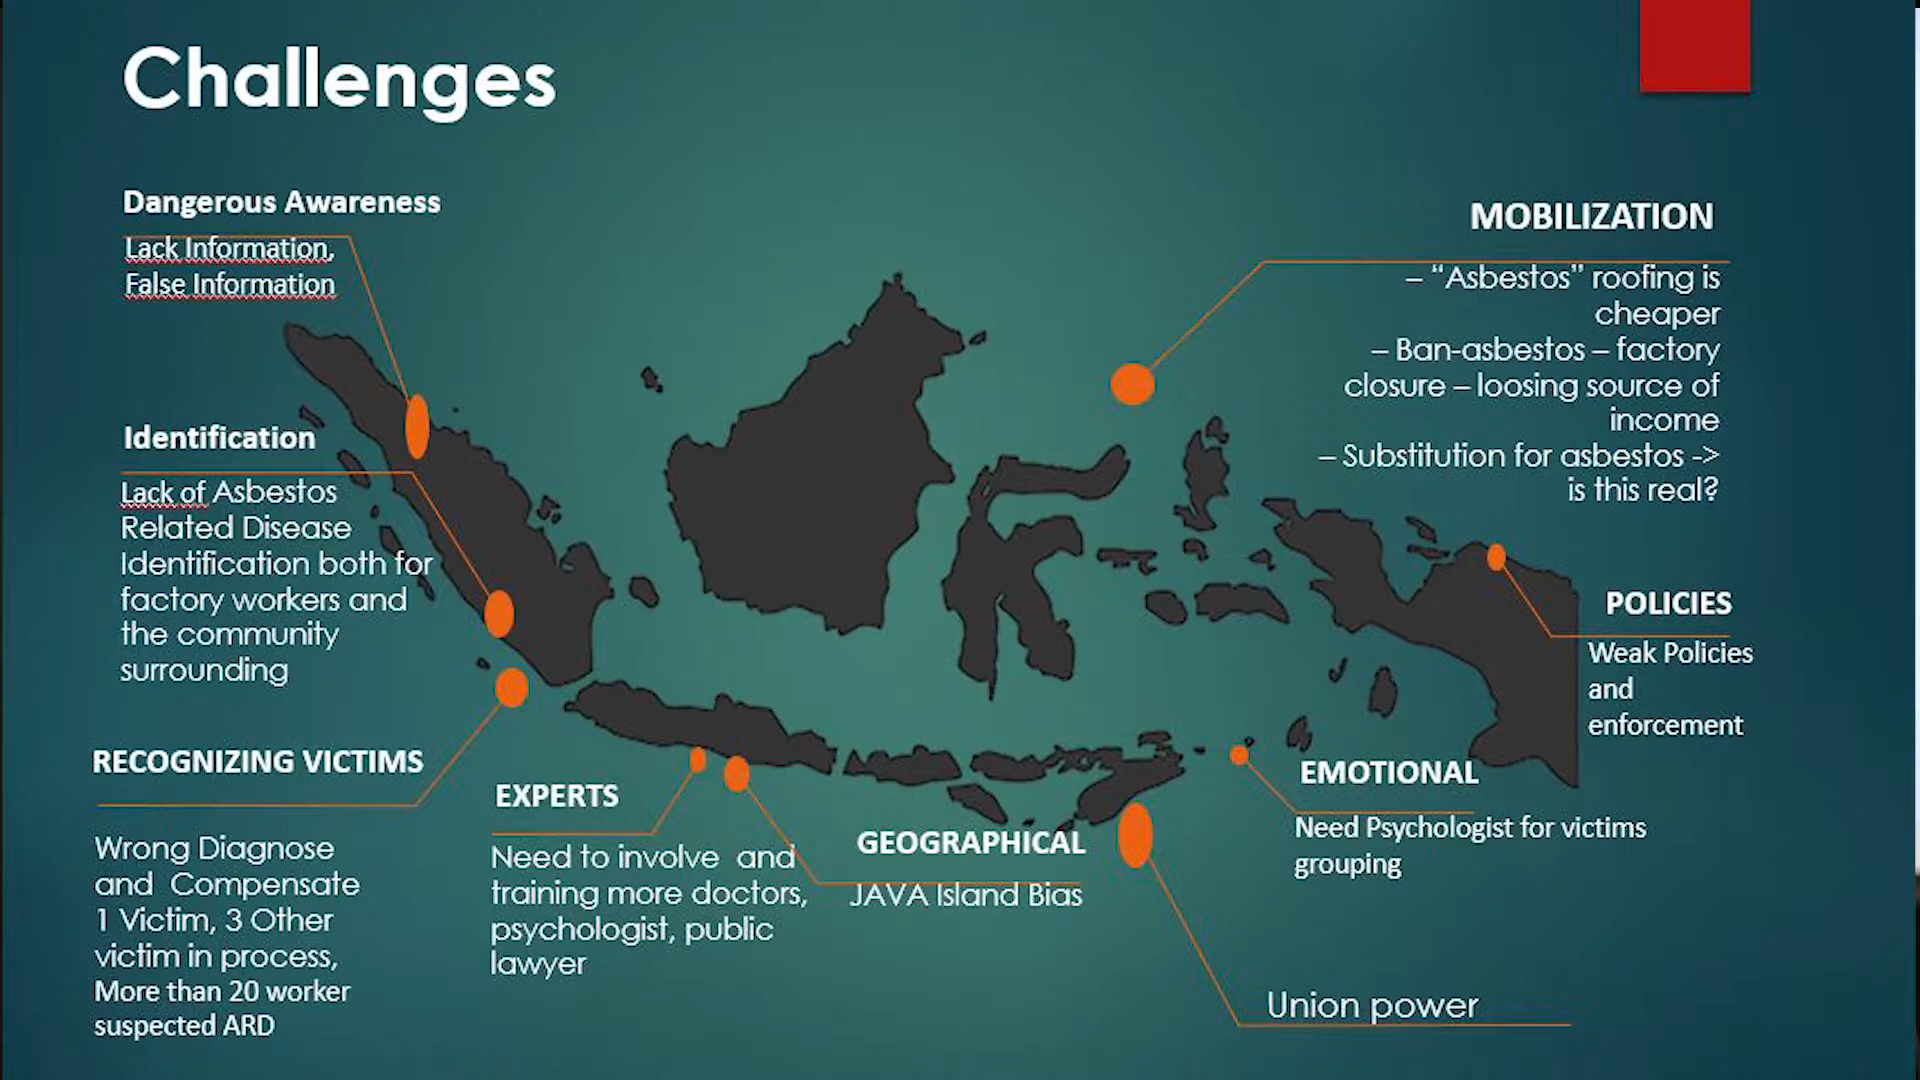 Challenges
Dangerous Awareness
Lack Information,
False Information
Identification
Lack of Asbestos
Related Disease
Identification both for
factory workers and
the community
surrounding
RECOGNIZING VICTIMS
Wrong Diagnose
and Compensate
1 Victim, 3 Other
victim in process,
More than 20 worker
suspected ARD
EXPERTS
Need to involve and
training more doctors,
psychologist, public
lawyer
GEOGRAPHICAL
JAVA Island Bias
MOBILIZATION
– “Asbestos” roofing is
cheaper
– Ban-asbestos – factory
closure – loosing source of
income
– Substitution for asbestos ->
is this real?
POLICIES
Weak Policies
and
enforcement
EMOTIONAL
Need Psychologist for victims
grouping
Union power